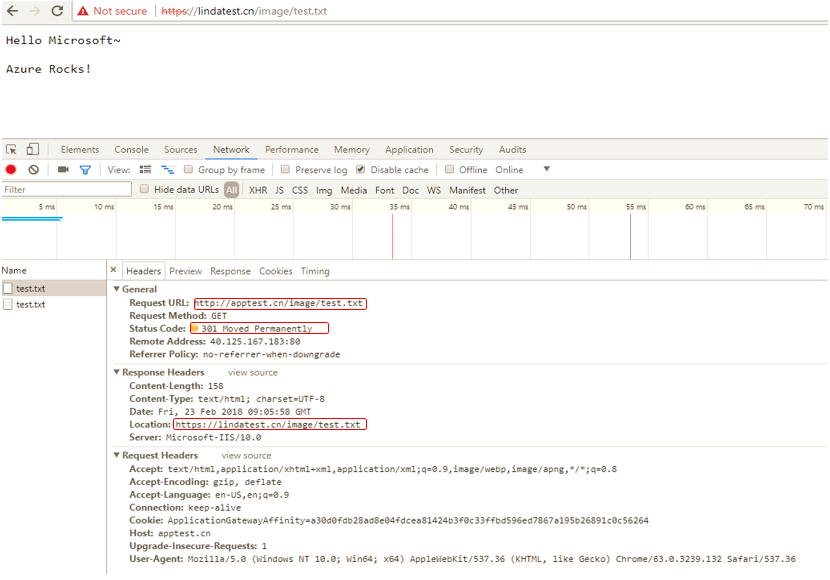 Not secure https://lindatest.cn/image/test.txt
Hello Microsoft~
Azure Rocks!
Elements Console Sources Network Performance Memory Application Security Audits
View: Group by frame Preserve log Disable cache Offline Online
Filter Hide data URLs All XHR JS CSS Img Media Font Doc WS Manifest Other
5 ms 10 ms 15 ms 20 ms 25 ms 30 ms 35 ms 40 ms 45 ms 50 ms 55 ms 60 ms 65 ms 70 ms
Name × Headers Preview Response Cookies Timing
test.txt
test.txt
General
Request URL: http://apptest.cn/image/test.txt
Request Method: GET
Status Code: 301 Moved Permanently
Remote Address: 40.125.167.183:80
Referrer Policy: no-referrer-when-downgrade
Response Headers view source
Content-Length: 158
Content-Type: text/html; charset=UTF-8
Date: Fri, 23 Feb 2018 09:05:58 GMT
Location: https://lindatest.cn/image/test.txt
Server: Microsoft-IIS/10.0
Request Headers view source
Accept: text/html,application/xhtml+xml,application/xml;q=0.9,image/webp,image/apng,*/*;q=0.8
Accept-Encoding: gzip, deflate
Accept-Language: en-US,en;q=0.9
Connection: keep-alive
Cookie: ApplicationGatewayAffinity=a30d0fdb28ad8e04fdcea81424b3f0c33ffbd596ed7867a195b26891c0c56264
Host: apptest.cn
Upgrade-Insecure-Requests: 1
User-Agent: Mozilla/5.0 (Windows NT 10.0; Win64; x64) AppleWebKit/537.36 (KHTML, like Gecko) Chrome/63.0.3239.132 Safari/537.36